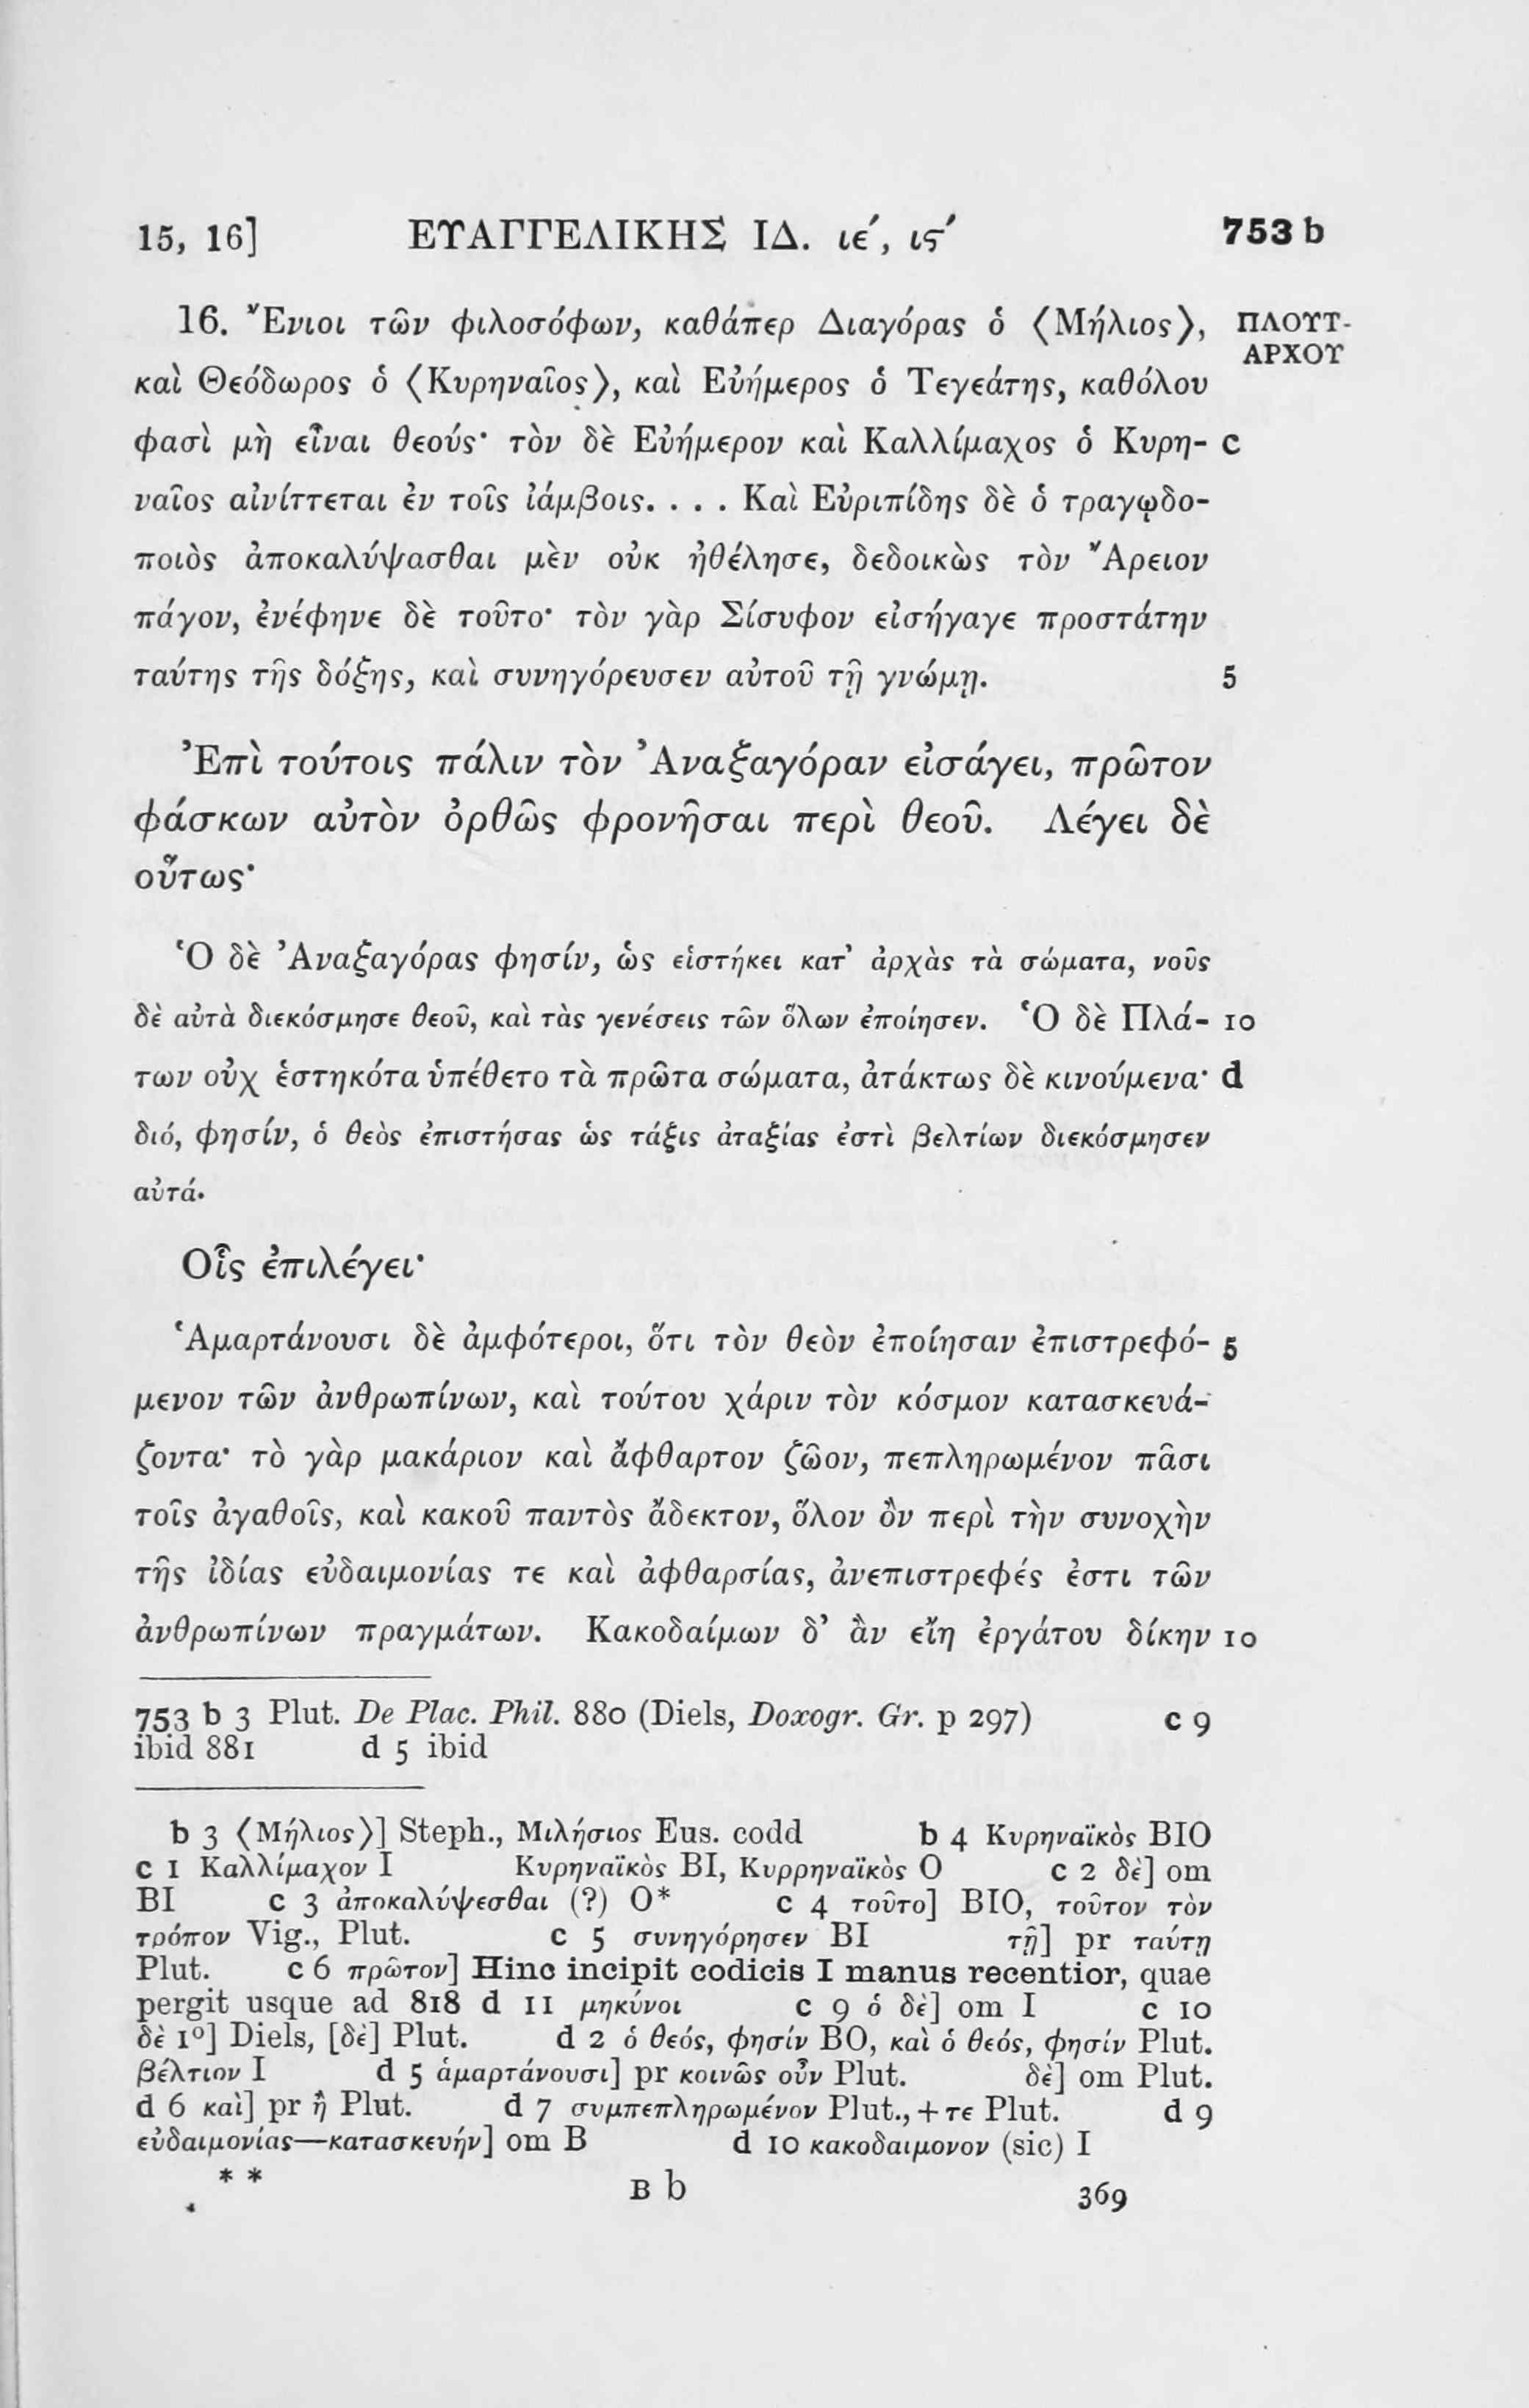 15, 16] ΕΥΑΓΓΕΛΙΚΗΣ ΙΔ. ιε΄, ιϛ΄ 753 b
16. Ἔνιοι τῶν φιλοσόφων, καθάπερ Διαγόρας ὁ ⟨Μήλιος⟩, ΠΛΟΥΤ-
ΑΡΧΟΥ
καὶ Θεόδωρος ὁ ⟨Κυρηναῖος⟩, καὶ Εὐήμερος ὁ Τεγεάτης, καθόλου
φασὶ μὴ εἶναι θεούς· τὸν δὲ Εὐήμερον καὶ Καλλίμαχος ὁ Κυρη- c
ναῖος αἰνίττεται ἐν τοῖς ἰάμβοις. . . . Καὶ Εὐριπίδης δὲ ὁ τραγῳδο-
ποιὸς ἀποκαλύψασθαι μὲν οὐκ ἠθέλησε, δεδοικὼς τὸν Ἄρειον
πάγον, ἐνέφηνε δὲ τοῦτο· τὸν γὰρ Σίσυφον εἰσήγαγε προστάτην
ταύτης τῆς δόξης, καὶ συνηγόρευσεν αὐτοῦ τῇ γνώμῃ. 5
Ἐπὶ τούτοις πάλιν τὸν Ἀναξαγόραν εἰσάγει, πρῶτον
φάσκων αὐτὸν ὀρθῶς φρονῆσαι περὶ θεοῦ. Λέγει δὲ
οὕτως·
Ὁ δὲ Ἀναξαγόρας φησίν, ὡς εἱστήκει κατ’ ἀρχὰς τὰ σώματα, νοῦς
δὲ αὐτὰ διεκόσμησε θεοῦ, καὶ τὰς γενέσεις τῶν ὅλων ἐποίησεν. Ὁ δὲ Πλά- 10
των οὐχ ἑστηκότα ὑπέθετο τὰ πρῶτα σώματα, ἀτάκτως δὲ κινούμενα· d
διό, φησίν, ὁ θεὸς ἐπιστήσας ὡς τάξις ἀταξίας ἐστὶ βελτίων διεκόσμησεν
αὐτά.
Οἷς ἐπιλέγει·
Ἁμαρτάνουσι δὲ ἀμφότεροι, ὅτι τὸν θεὸν ἐποίησαν ἐπιστρεφό- 5
μενον τῶν ἀνθρωπίνων, καὶ τούτου χάριν τὸν κόσμον κατασκευά-
ζοντα· τὸ γὰρ μακάριον καὶ ἄφθαρτον ζῶον, πεπληρωμένον πᾶσι
τοῖς ἀγαθοῖς, καὶ κακοῦ παντὸς ἄδεκτον, ὅλον ὂν περὶ τὴν συνοχὴν
τῆς ἰδίας εὐδαιμονίας τε καὶ ἀφθαρσίας, ἀνεπιστρεφές ἐστι τῶν
ἀνθρωπίνων πραγμάτων. Κακοδαίμων δ’ ἂν εἴη ἐργάτου δίκην 10
753 b 3 Plut. De Plac. Phil. 880 (Diels, Doxogr. Gr. p 297) c 9
ibid 881 d 5 ibid
b 3 ⟨Μήλιος⟩] Steph., Μιλήσιος Eus. codd b 4 Κυρηναϊκὸς BIO
c 1 Καλλίμαχον I Κυρηναϊκὸς BI, Κυρρηναϊκὸς O c 2 δὲ] om
BI c 3 ἀποκαλύψεσθαι (?) O* c 4 τοῦτο] BIO, τοῦτον τὸν
τρόπον Vig., Plut. c 5 συνηγόρησεν BI τῇ] pr ταύτῃ
Plut. c 6 πρῶτον] Hinc incipit codicis I manus recentior, quae
pergit usque ad 818 d 11 μηκύνοι c 9 ὁ δὲ] om I c 10
δὲ 1º] Diels, [δὲ] Plut. d 2 ὁ θεός, φησίν BO, καὶ ὁ θεός, φησίν Plut.
βέλτιον I d 5 ἁμαρτάνουσι] pr κοινῶς οὖν Plut. δὲ] om Plut.
d 6 καὶ] pr ἢ Plut. d 7 συμπεπληρωμένον Plut., + τε Plut. d 9
εὐδαιμονίας—κατασκευήν] om B d 10 κακοδαιμονον (sic) I
* * B b 369